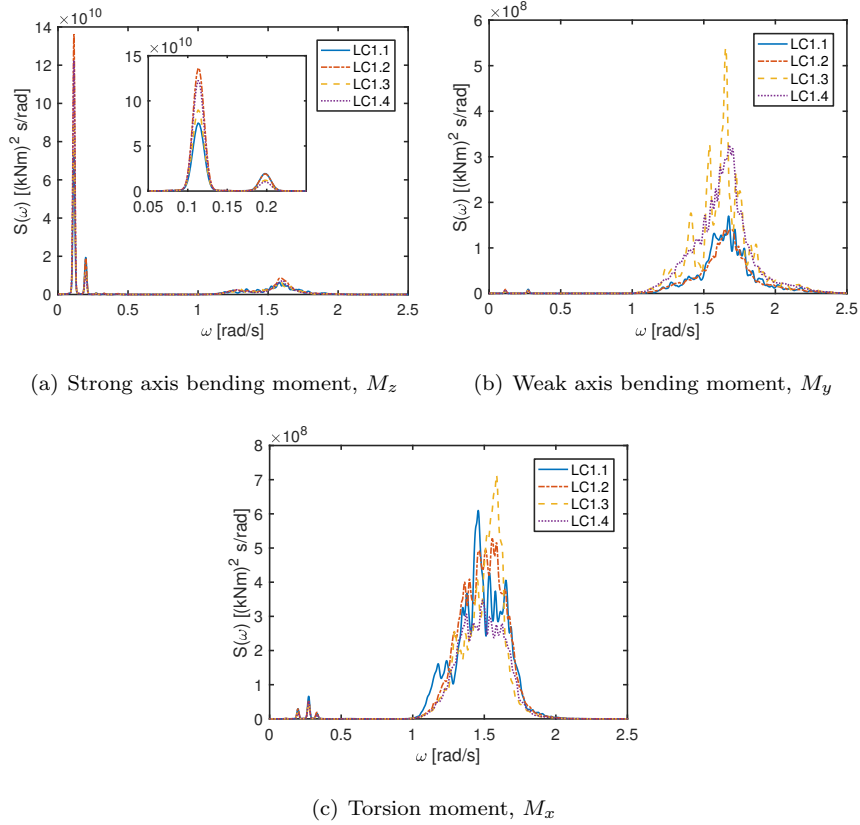 ×10^10
14
12
10
8
6
4
2
0
S(ω) [(kNm)^2 s/rad]
0 0.5 1 1.5 2 2.5
ω [rad/s]
×10^10
15
10
5
0
0.05 0.1 0.15 0.2
LC1.1
LC1.2
LC1.3
LC1.4
(a) Strong axis bending moment, M_z
×10^8
6
5
4
3
2
1
0
S(ω) [(kNm)^2 s/rad]
0 0.5 1 1.5 2 2.5
ω [rad/s]
LC1.1
LC1.2
LC1.3
LC1.4
(b) Weak axis bending moment, M_y
×10^8
8
7
6
5
4
3
2
1
0
S(ω) [(kNm)^2 s/rad]
0 0.5 1 1.5 2 2.5
ω [rad/s]
LC1.1
LC1.2
LC1.3
LC1.4
(c) Torsion moment, M_x